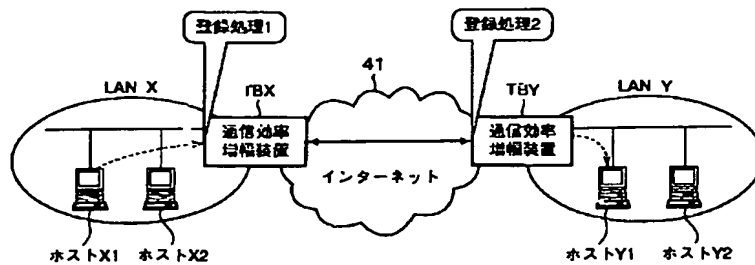 登録処理1
登録処理2
LAN X
TBX
41
TBY
LAN Y
通信効率
増幅装置
通信効率
増幅装置
インターネット
ホストX1
ホストX2
ホストY1
ホストY2